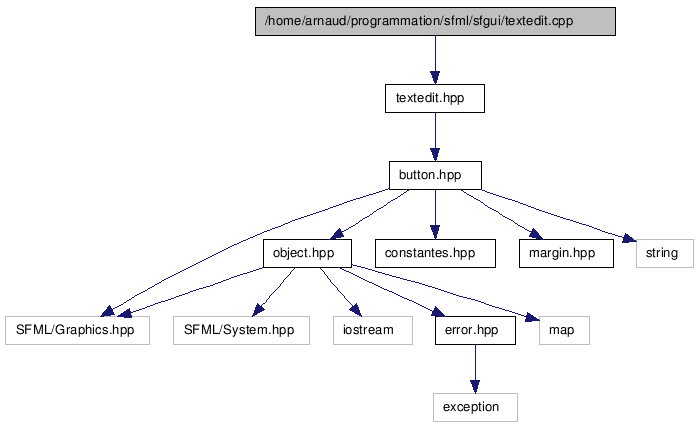 /home/arnaud/programmation/sfml/sfgui/textedit.cpp
textedit.hpp
button.hpp
object.hpp
constantes.hpp
margin.hpp
string
SFML/Graphics.hpp
SFML/System.hpp
iostream
error.hpp
map
exception